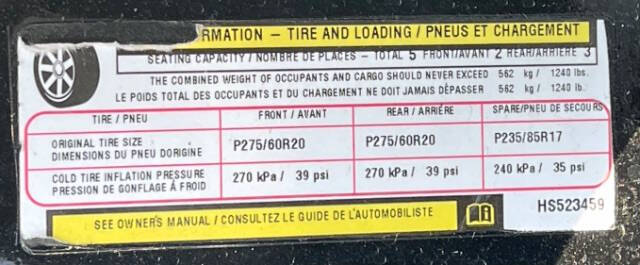 RMATION – TIRE AND LOADING / PNEUS ET CHARGEMENT
SEATING CAPACITY / NOMBRE DE PLACES – TOTAL 5 FRONT/AVANT 2 REAR/ARRIÈRE 3
THE COMBINED WEIGHT OF OCCUPANTS AND CARGO SHOULD NEVER EXCEED 562 kg / 1240 lbs.
LE POIDS TOTAL DES OCCUPANTS ET DU CHARGEMENT NE DOIT JAMAIS DÉPASSER 562 kg / 1240 lb.
TIRE / PNEU FRONT / AVANT REAR / ARRIÉRE SPARE/PNEU DE SECOURS
ORIGINAL TIRE SIZE
DIMENSIONS DU PNEU DORIGINE P275/60R20 P275/60R20 P235/85R17
COLD TIRE INFLATION PRESSURE
PRESSION DE GONFLAGE Á FROID 270 kPa / 39 psi 270 kPa / 39 psi 240 kPa / 35 psi
SEE OWNER'S MANUAL / CONSULTEZ LE GUIDE DE L'AUTOMOBILISTE
HS523459